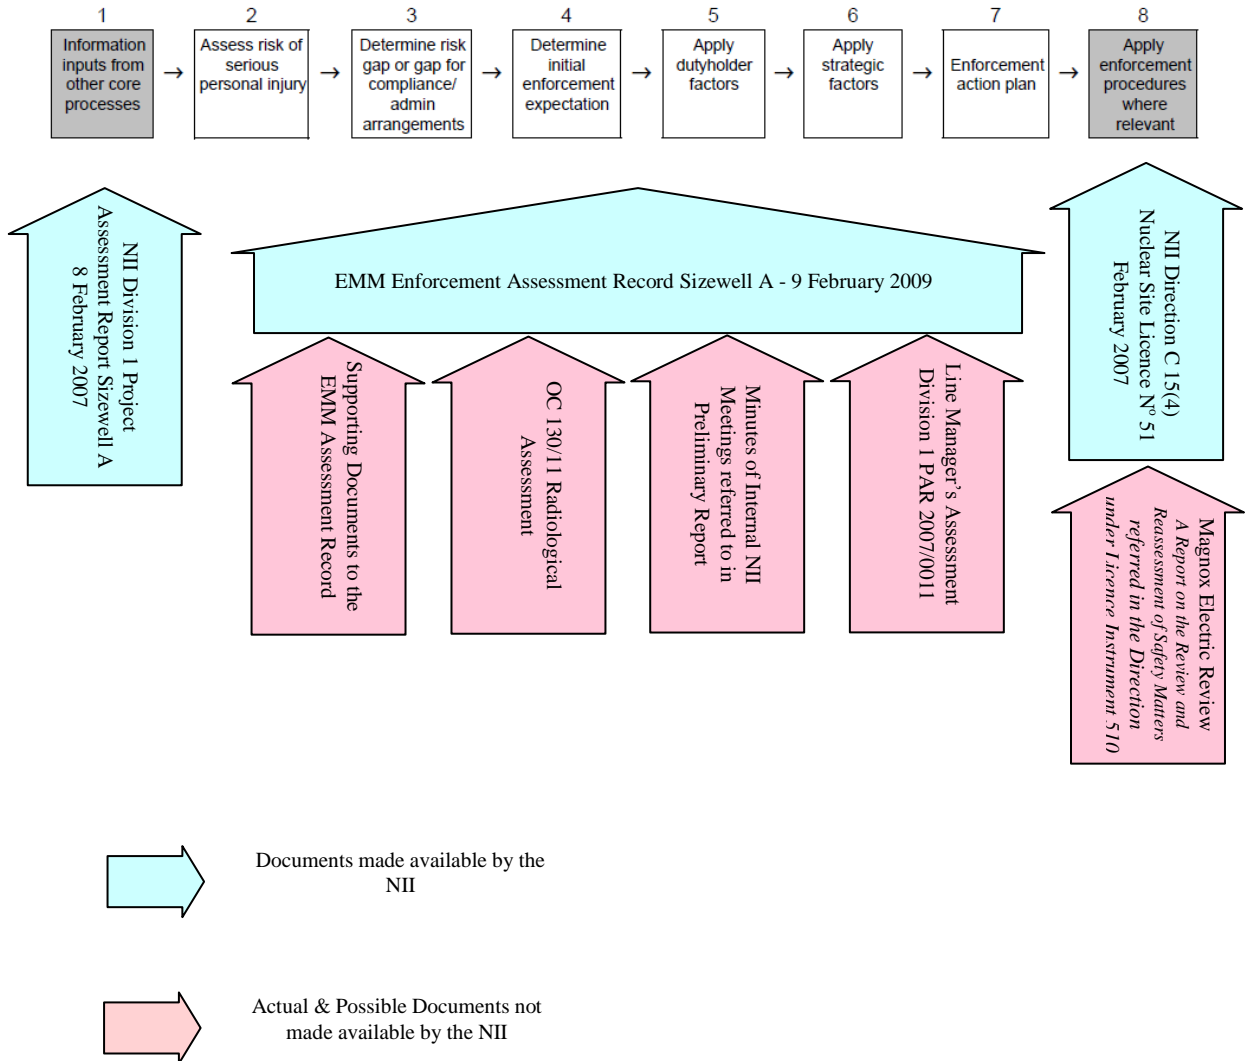 1
2
3
4
5
6
7
8
Information
inputs from
other core
processes
→
Assess risk of
serious
personal injury
→
Determine risk
gap or gap for
compliance/
admin
arrangements
→
Determine
initial
enforcement
expectation
→
Apply
dutyholder
factors
→
Apply
strategic
factors
→
Enforcement
action plan
→
Apply
enforcement
procedures
where
relevant
NII Division 1 Project
Assessment Report Sizewell A
8 February 2007
EMM Enforcement Assessment Record Sizewell A - 9 February 2009
NII Direction C 15(4)
Nuclear Site Licence Nº 51
February 2007
Supporting Documents to the
EMM Assessment Record
OC 130/11 Radiological
Assessment
Minutes of Internal NII
Meetings referred to in
Preliminary Report
Line Manager's Assessment
Division 1 PAR 2007/0011
Magnox Electric Review
A Report on the Review and
Reassessment of Safety Matters
referred in the Direction
under Licence Instrument 510
Documents made available by the
NII
Actual & Possible Documents not
made available by the NII